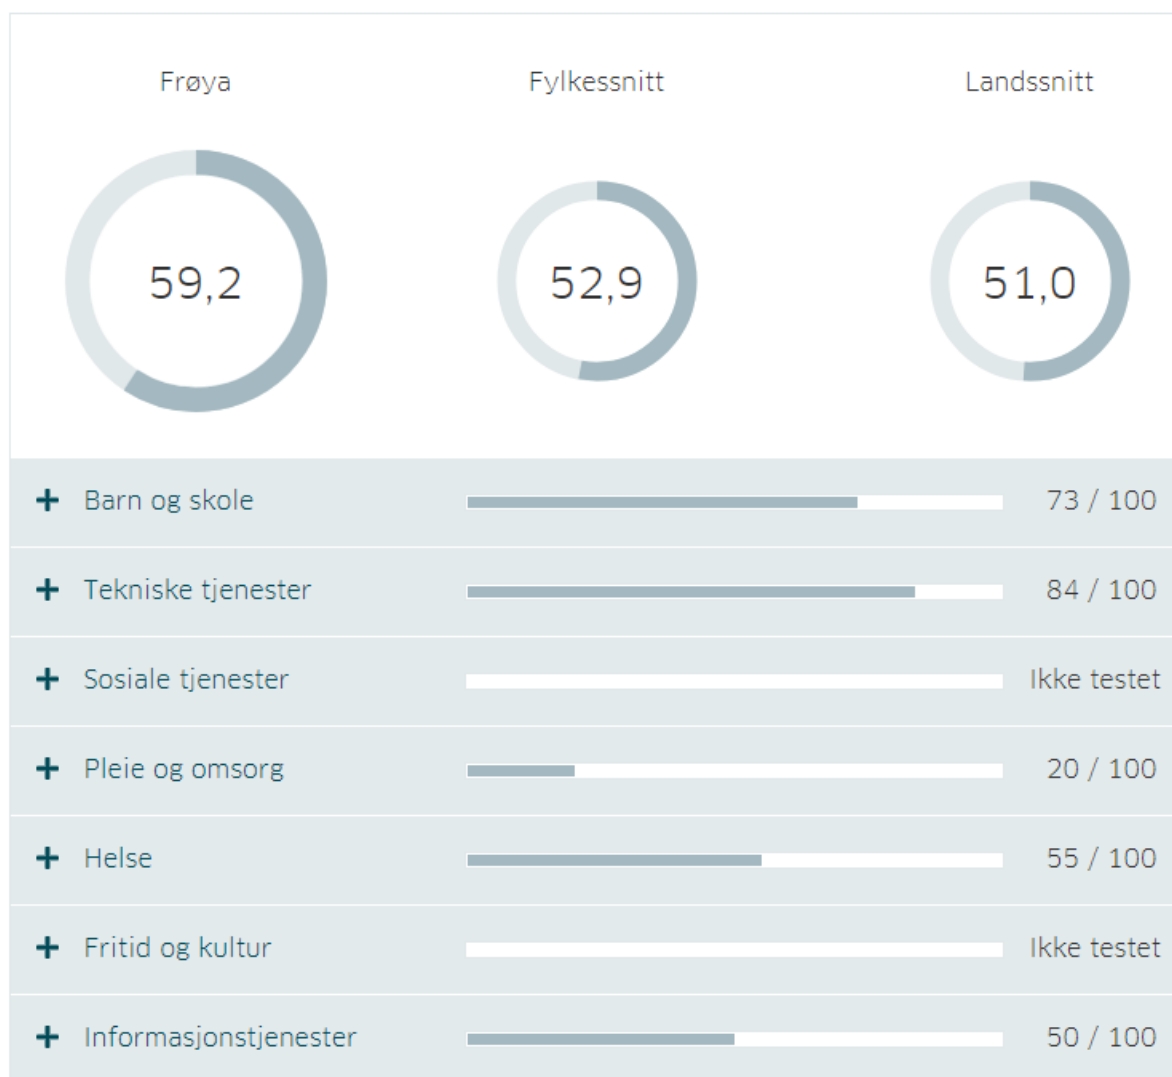 Frøya Fylkessnitt Landssnitt
59,2 52,9 51,0
Barn og skole 73 / 100
Tekniske tjenester 84 / 100
Sosiale tjenester Ikke testet
Pleie og omsorg 20 / 100
Helse 55 / 100
Fritid og kultur Ikke testet
Informasjonstjenester 50 / 100